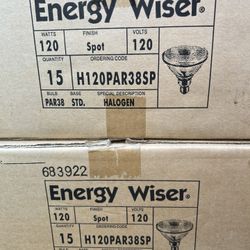 Energy Wiser®
WATTS FINISH VOLTS
120 Spot 120
QUANTITY ORDERING CODE
15 H120PAR38SP
BULB BASE SPECIAL DESCRIPTION
PAR38 STD. HALOGEN
683922
Energy Wiser®
WATTS FINISH VOLTS
120 Spot 120
QUANTITY ORDERING CODE
15 H120PAR38SP